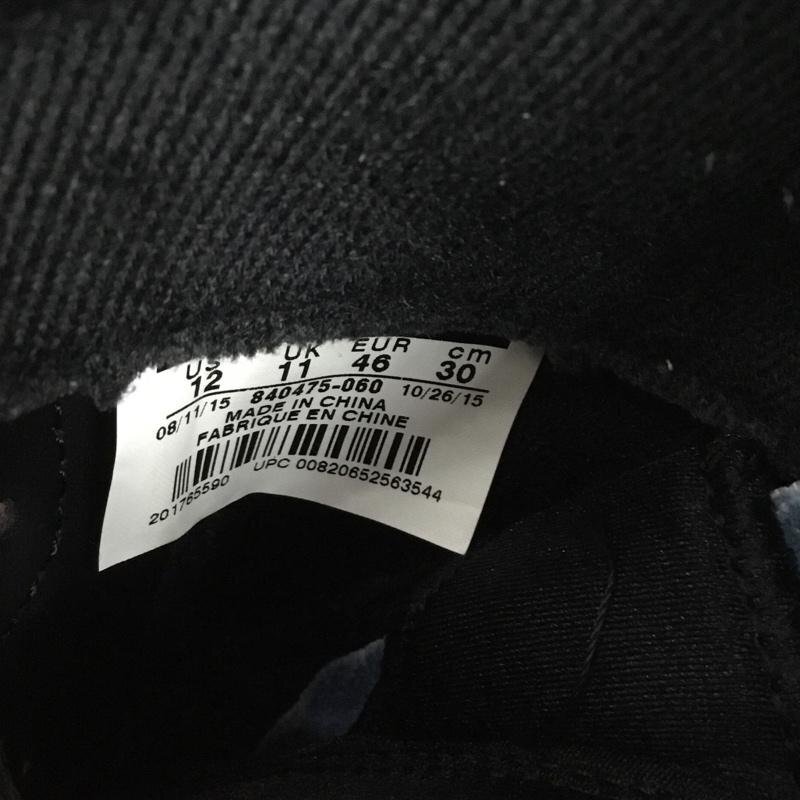 US UK EUR cm
12 11 46 30
08/11/15 840475-060 10/26/15
MADE IN CHINA
FABRIQUE EN CHINE
201765590 UPC 00820652563544